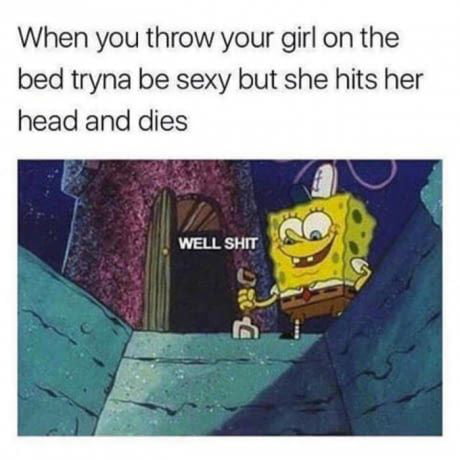 When you throw your girl on the
bed tryna be sexy but she hits her
head and dies
WELL SHIT